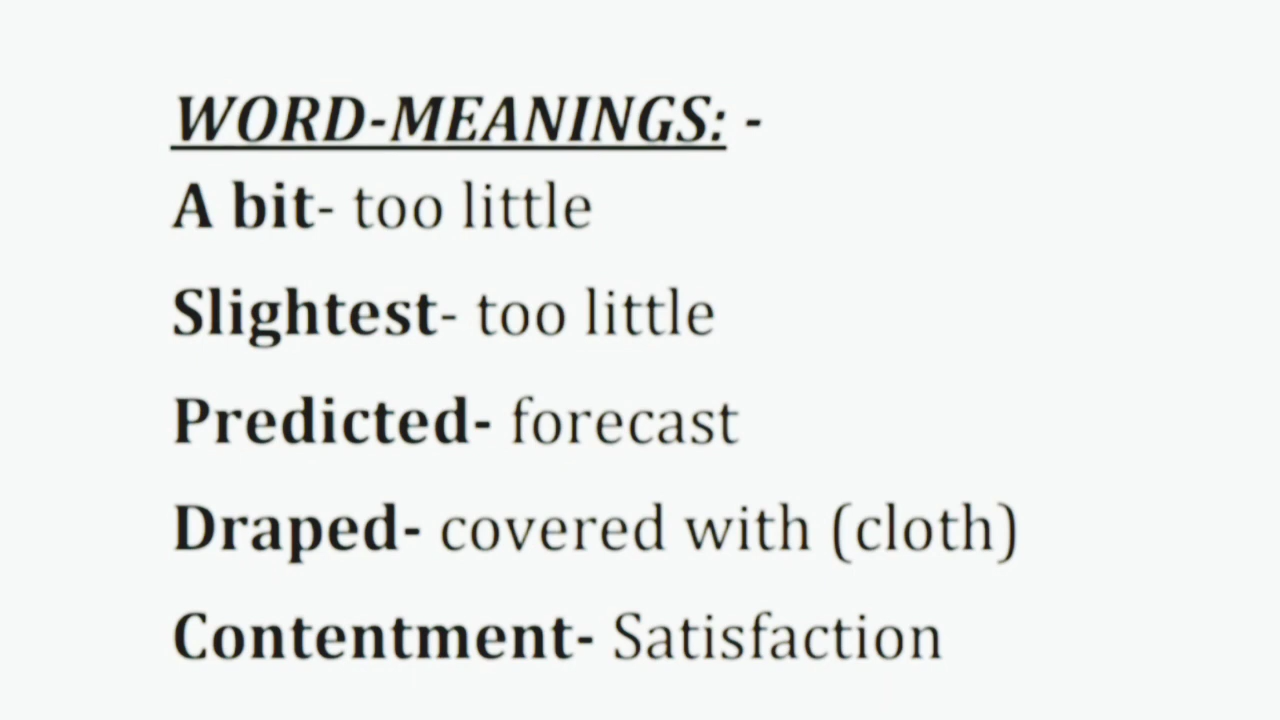 WORD-MEANINGS: -
A bit- too little
Slightest- too little
Predicted- forecast
Draped- covered with (cloth)
Contentment- Satisfaction